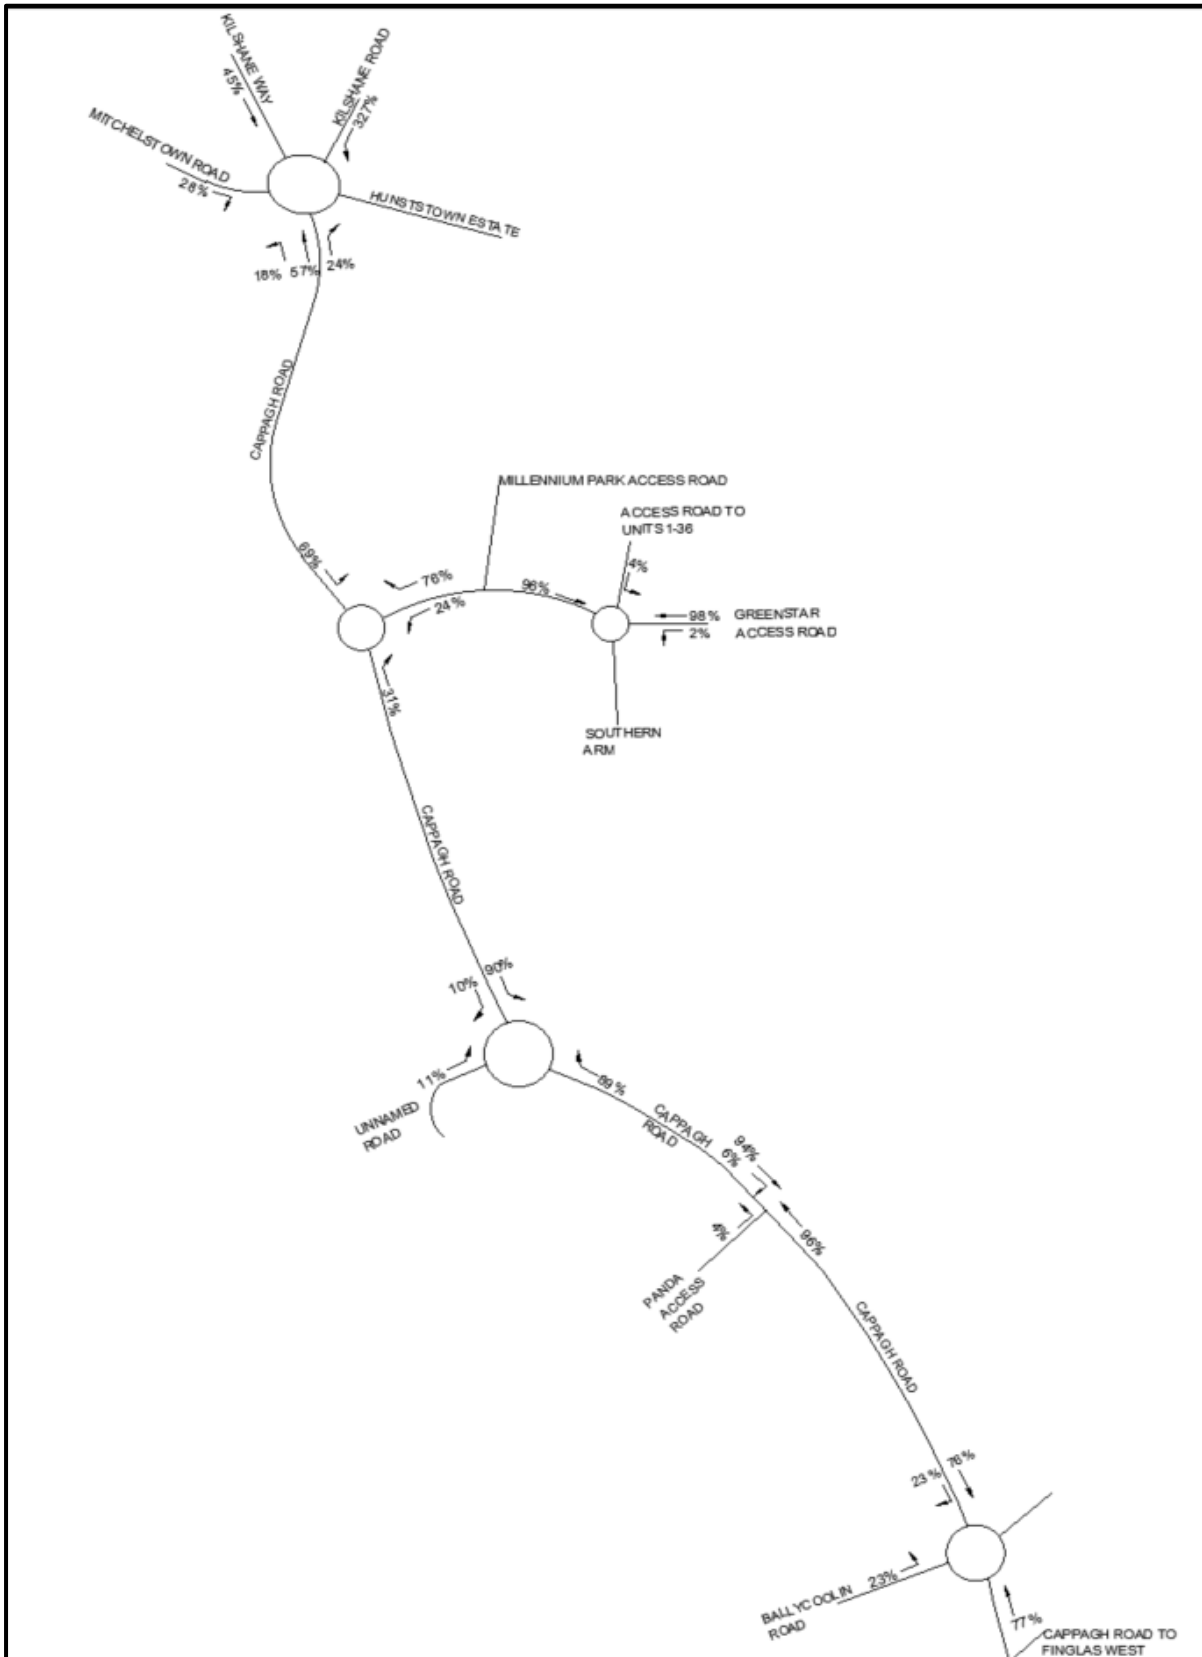 KILSHANE WAY
45%
KILSHANE ROAD
327%
MITCHELSTOWN ROAD
28%
HUNSTSTOWN ESTATE
18% 57% 24%
CAPPAGH ROAD
MILLENNIUM PARK ACCESS ROAD
ACCESS ROAD TO
UNITS 1-36
4%
69%
76%
24%
96%
98%
2%
GREENSTAR
ACCESS ROAD
31%
SOUTHERN
ARM
CAPPAGH ROAD
10%
90%
11%
UNNAMED
ROAD
89%
CAPPAGH
ROAD
94%
6%
4%
96%
PANDA
ACCESS
ROAD
CAPPAGH ROAD
23%
76%
BALLYCOOLIN
ROAD
23%
77%
CAPPAGH ROAD TO
FINGLAS WEST